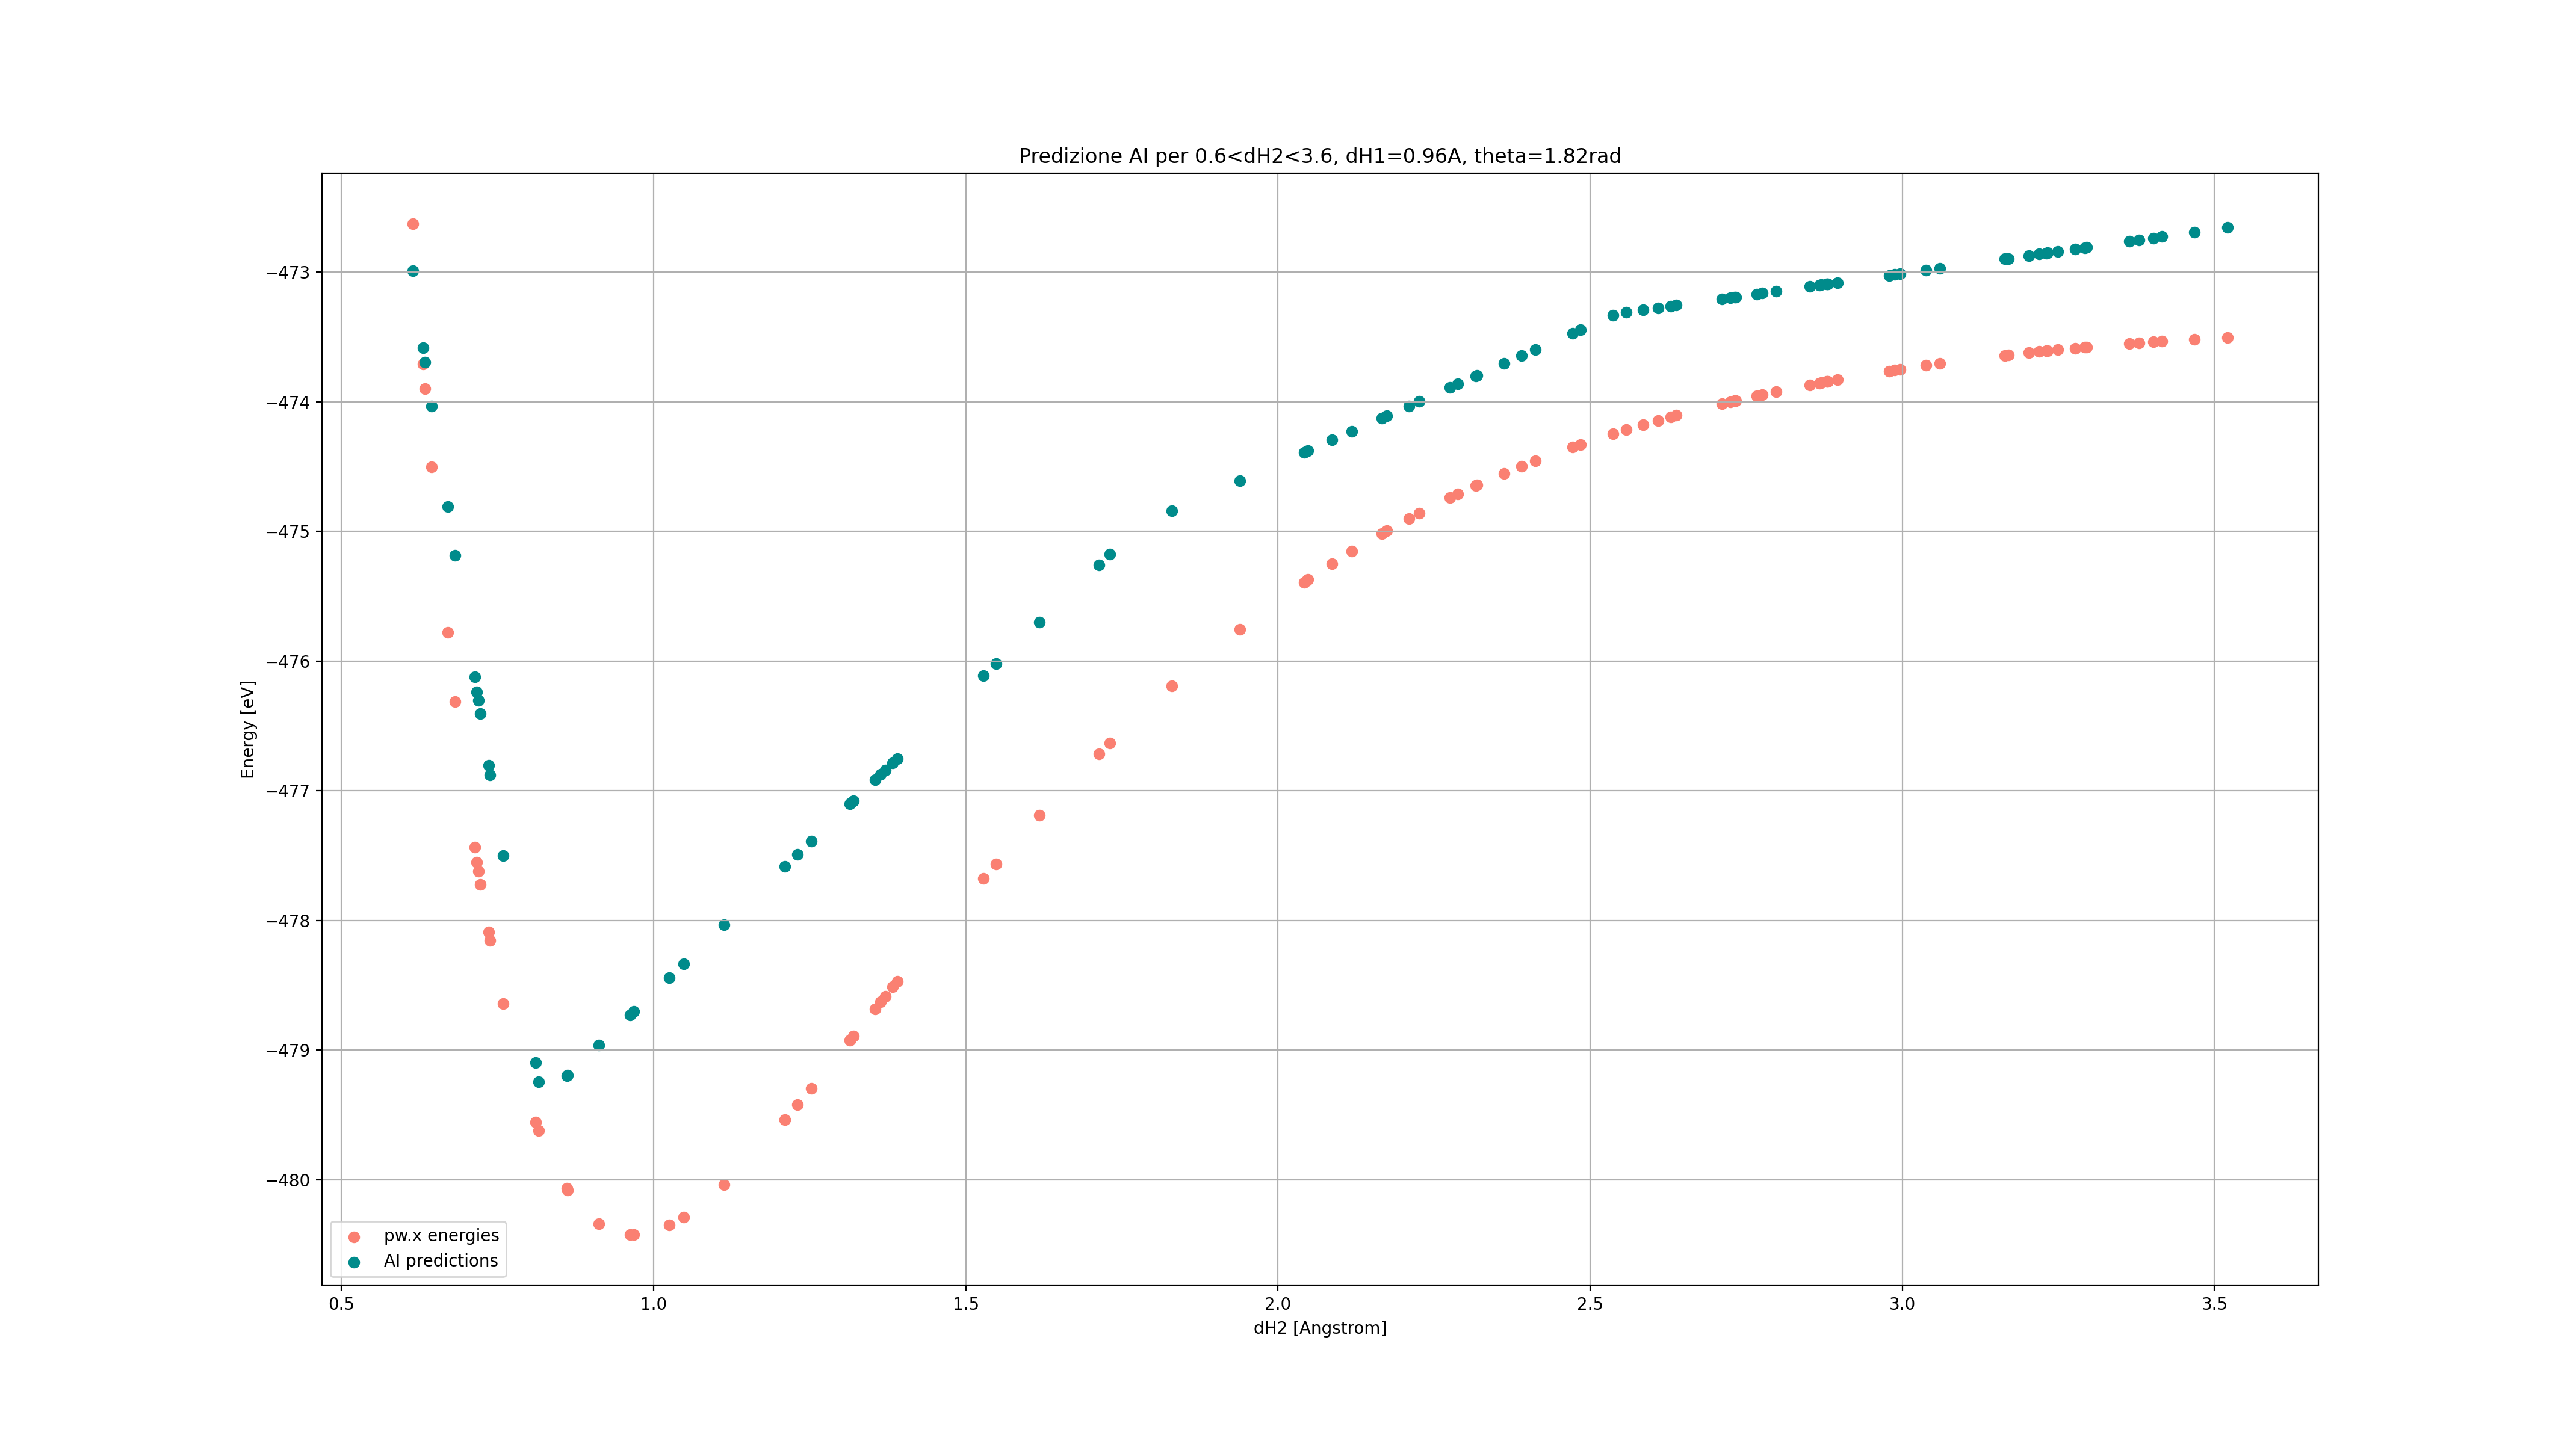 Predizione AI per 0.6<dH2<3.6, dH1=0.96A, theta=1.82rad
−473
−474
−475
−476
−477
−478
−479
−480
Energy [eV]
pw.x energies
AI predictions
0.5 1.0 1.5 2.0 2.5 3.0 3.5
dH2 [Angstrom]